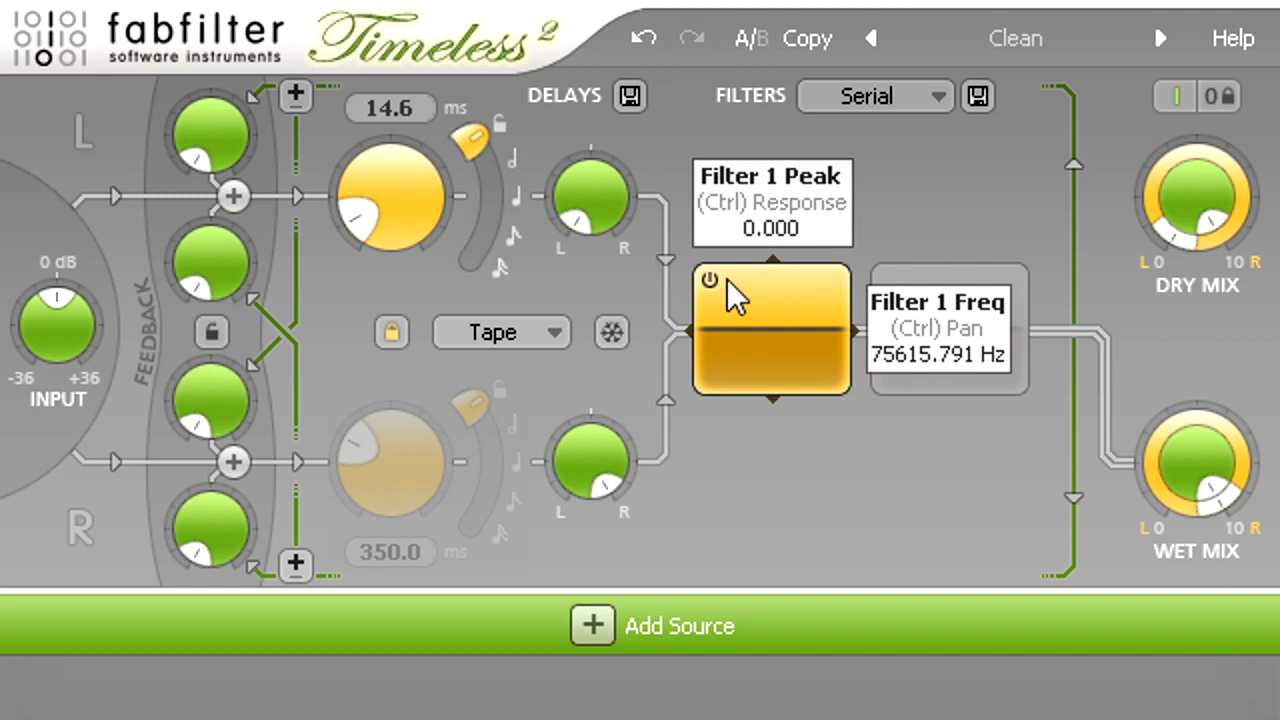 fabfilter
software instruments
Timeless 2
A/B Copy
Clean
Help
14.6 ms
DELAYS
FILTERS
Serial
0
L
L R
Filter 1 Peak
(Ctrl) Response
0.000
L 0 10 R
DRY MIX
0 dB
-36 +36
INPUT
FEEDBACK
Tape
Filter 1 Freq
(Ctrl) Pan
75615.791 Hz
R
L R
350.0 ms
L 0 10 R
WET MIX
+ Add Source